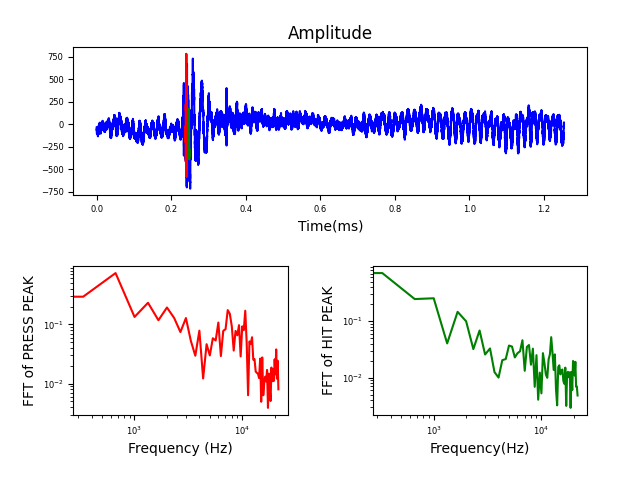 Amplitude
750
500
250
0
−250
−500
−750
0.0 0.2 0.4 0.6 0.8 1.0 1.2
Time(ms)
FFT of PRESS PEAK
10⁻¹
10⁻²
10³ 10⁴
Frequency (Hz)
FFT of HIT PEAK
10⁻¹
10⁻²
10³ 10⁴
Frequency(Hz)